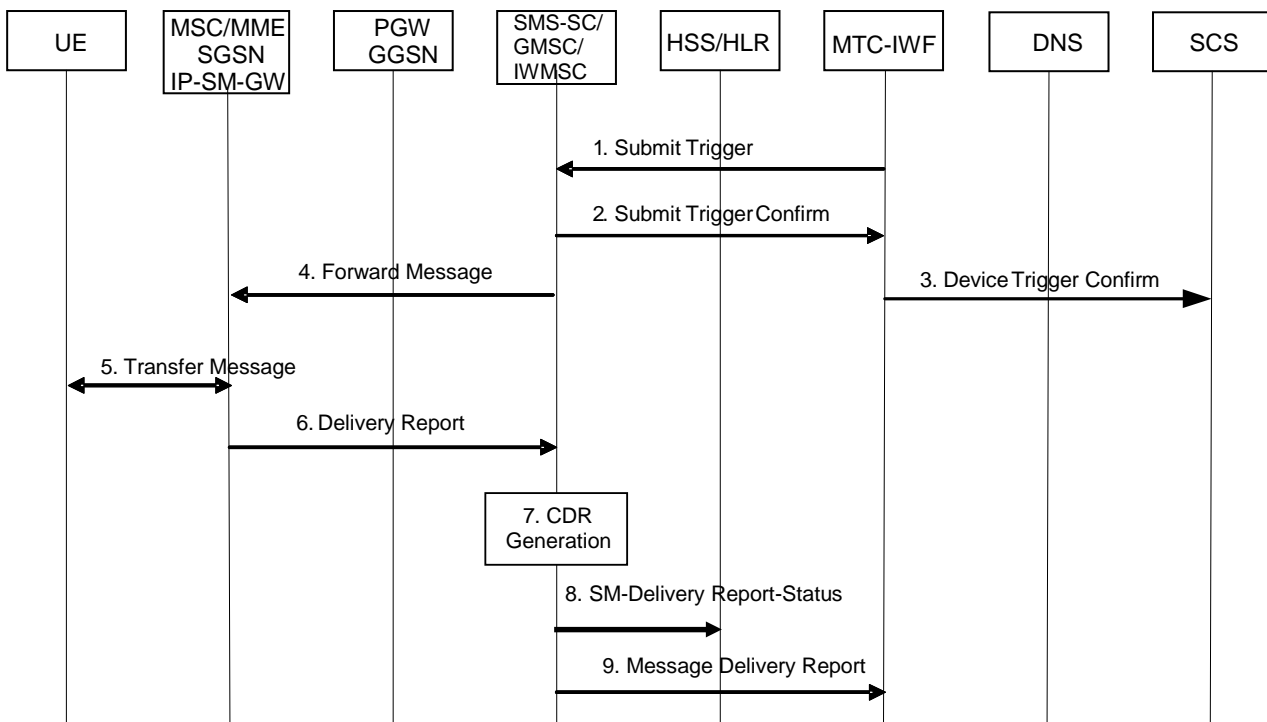 UE
MSC/MME
SGSN
IP-SM-GW
PGW
GGSN
SMS-SC/
GMSC/
IWMSC
HSS/HLR
MTC-IWF
DNS
SCS
1. Submit Trigger
2. Submit Trigger Confirm
4. Forward Message
3. Device Trigger Confirm
5. Transfer Message
6. Delivery Report
7. CDR
Generation
8. SM-Delivery Report-Status
9. Message Delivery Report